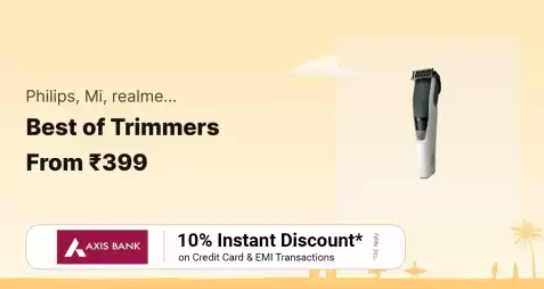 Philips, Mi, realme...
Best of Trimmers
From ₹399
AXIS BANK
10% Instant Discount*
on Credit Card & EMI Transactions